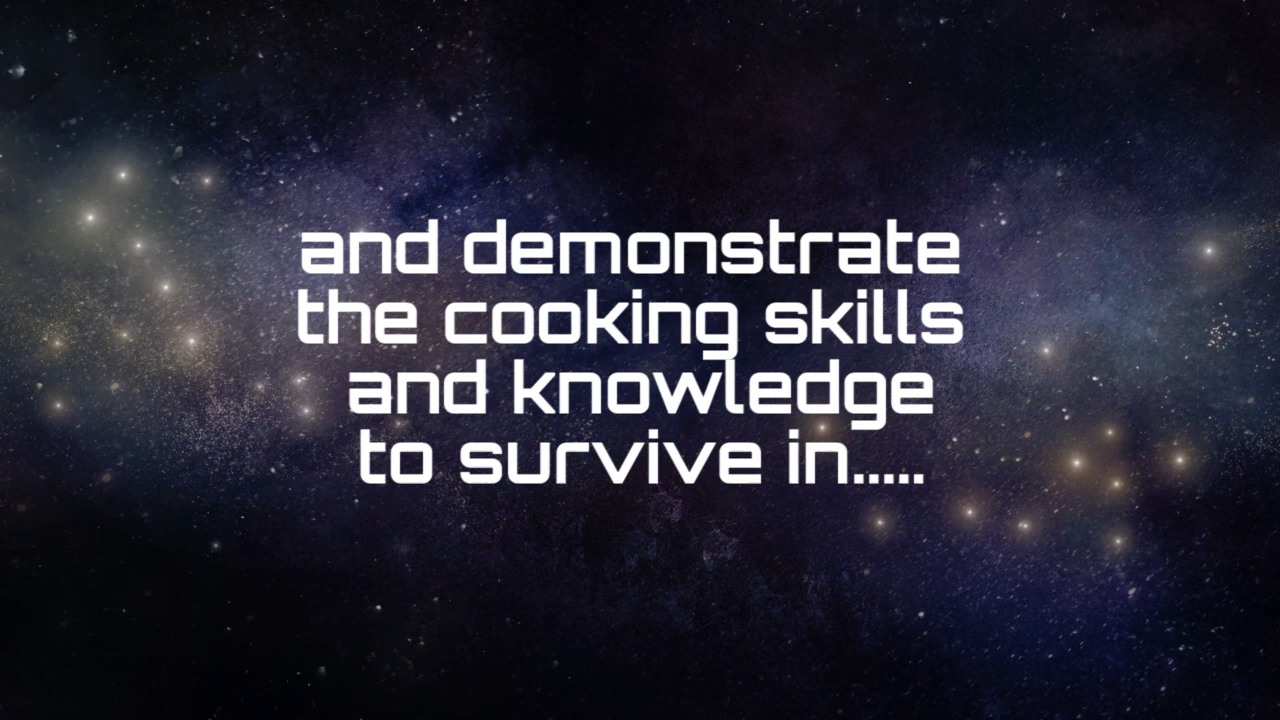 and demonstrate
the cooking skills
and knowledge
to survive in.....